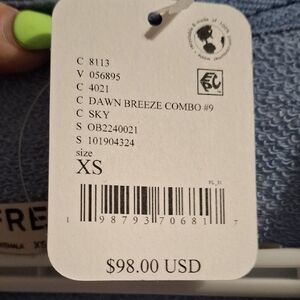 C 8113
V 056895
C 4021
C DAWN BREEZE COMBO #9
C SKY
S OB2240021
S 101904324
size
XS
1 98793 70681 7
$98.00 USD
FRE